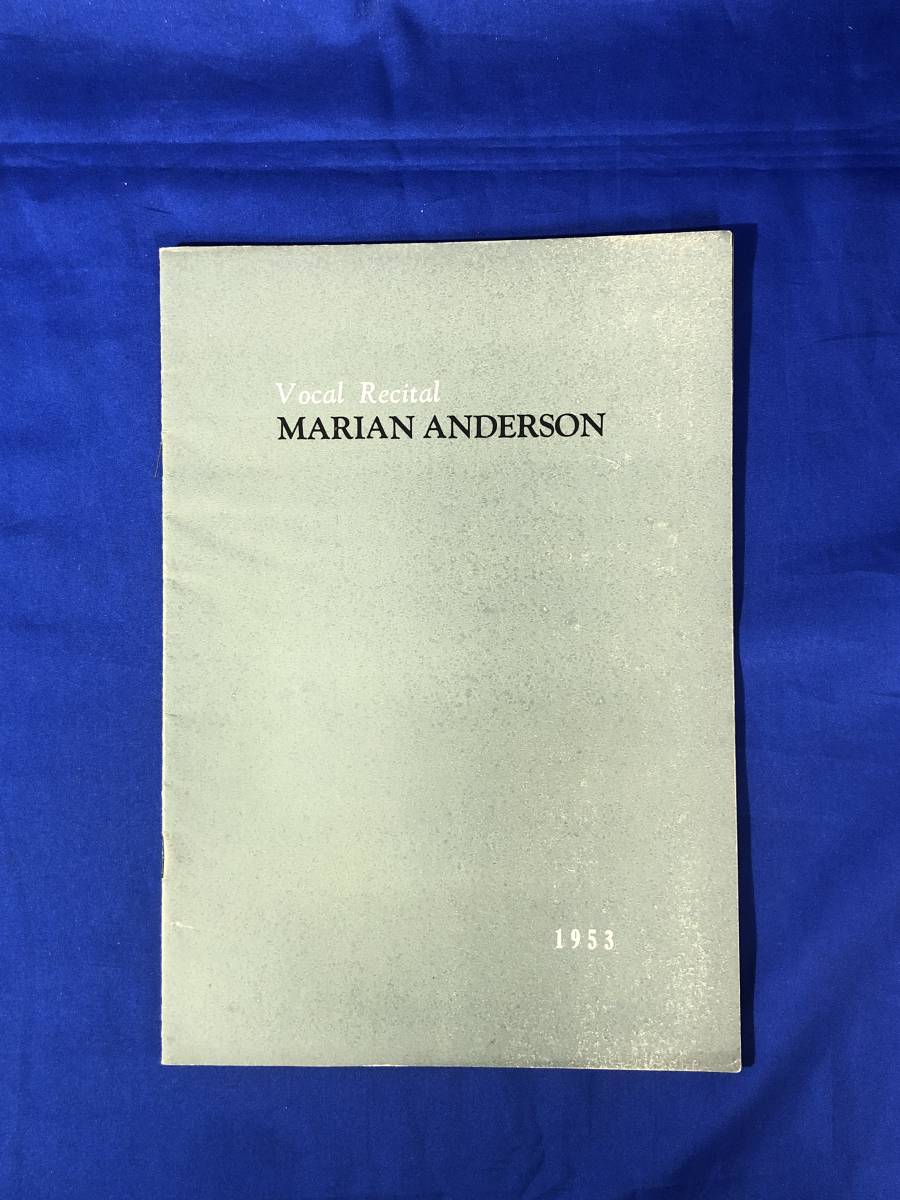 Vocal Recital
MARIAN ANDERSON
1953